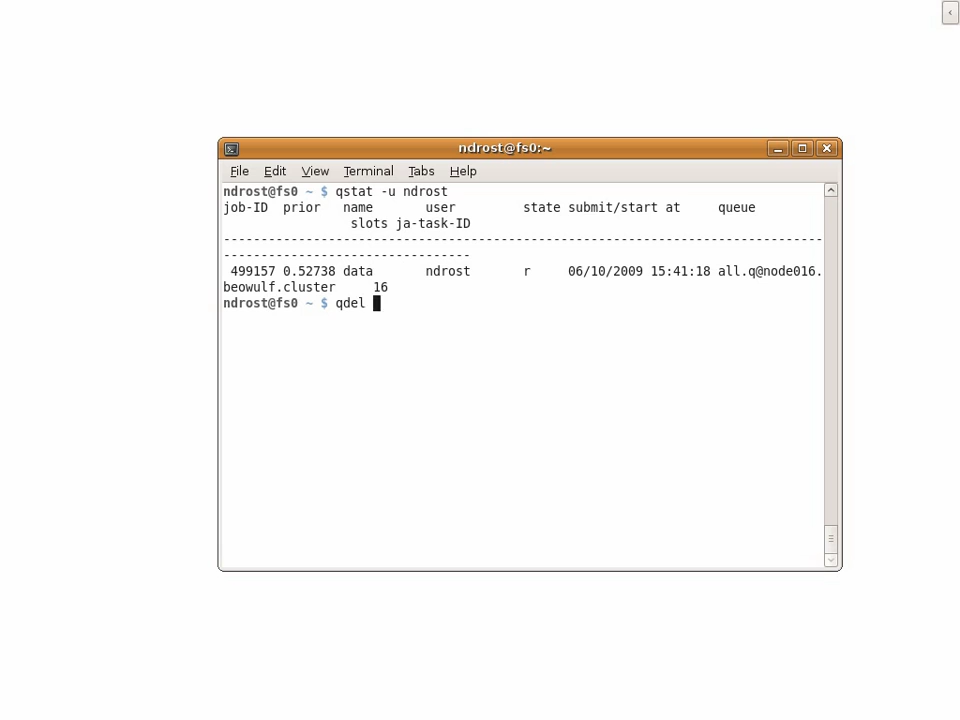 ndrost@fs0:~
File Edit View Terminal Tabs Help
ndrost@fs0 ~ $ qstat -u ndrost
job-ID  prior   name       user         state submit/start at     queue
                 slots ja-task-ID
--------------------------------------------------------------------------------
---------------------------------
 499157 0.52738 data       ndrost       r     06/10/2009 15:41:18 all.q@node016.
beowulf.cluster     16
ndrost@fs0 ~ $ qdel